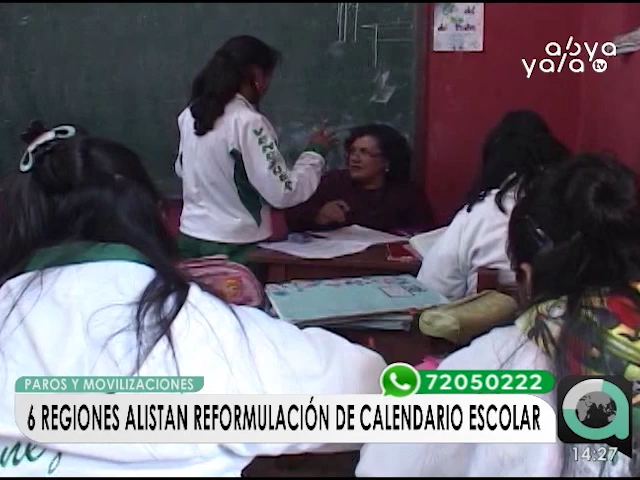 abya
yala tv
PAROS Y MOVILIZACIONES
72050222
6 REGIONES ALISTAN REFORMULACIÓN DE CALENDARIO ESCOLAR
14:27